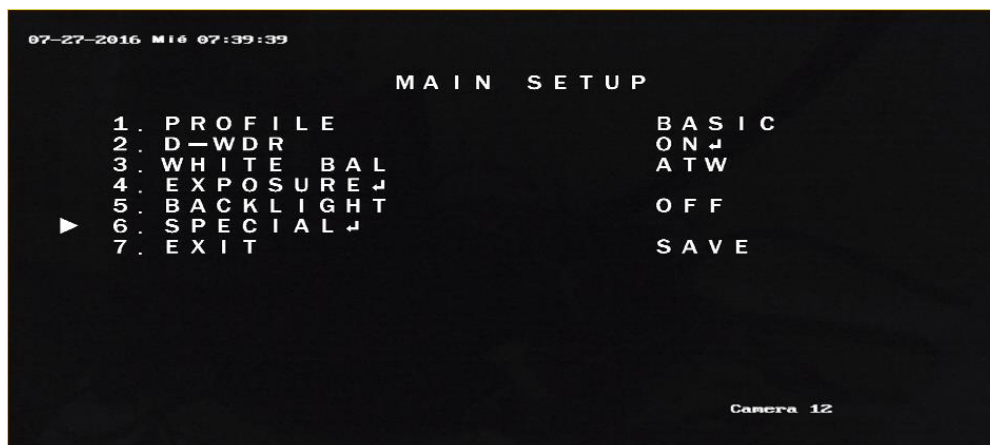 07-27-2016 Mié 07:39:39
MAIN SETUP
1. PROFILE BASIC
2. D-WDR ON↲
3. WHITE BAL ATW
4. EXPOSURE↲
5. BACKLIGHT OFF
► 6. SPECIAL↲
7. EXIT SAVE
Camera 12